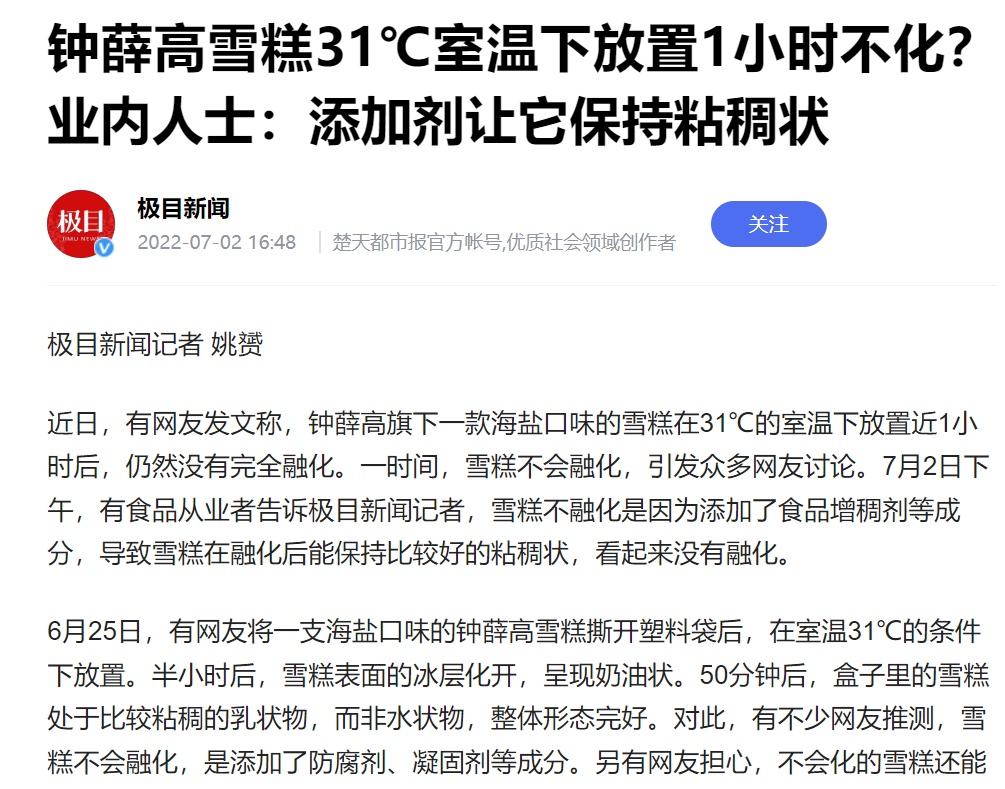 钟薛高雪糕31℃室温下放置1小时不化?
业内人士：添加剂让它保持粘稠状
极目
JIMU NEWS
极目新闻
2022-07-02 16:48
楚天都市报官方帐号,优质社会领域创作者
关注
极目新闻记者 姚赟
近日，有网友发文称，钟薛高旗下一款海盐口味的雪糕在31℃的室温下放置近1小
时后，仍然没有完全融化。一时间，雪糕不会融化，引发众多网友讨论。7月2日下
午，有食品从业者告诉极目新闻记者，雪糕不融化是因为添加了食品增稠剂等成
分，导致雪糕在融化后能保持比较好的粘稠状，看起来没有融化。
6月25日，有网友将一支海盐口味的钟薛高雪糕撕开塑料袋后，在室温31℃的条件
下放置。半小时后，雪糕表面的冰层化开，呈现奶油状。50分钟后，盒子里的雪糕
处于比较粘稠的乳状物，而非水状物，整体形态完好。对此，有不少网友推测，雪
糕不会融化，是添加了防腐剂、凝固剂等成分。另有网友担心，不会化的雪糕还能